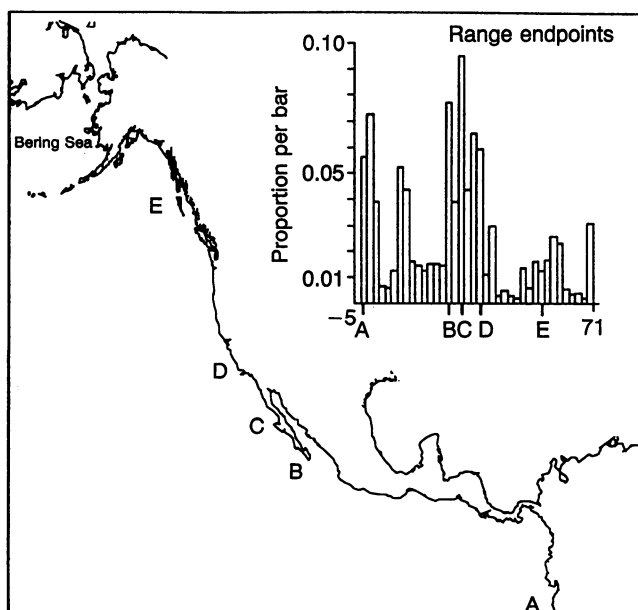 Range endpoints
0.10
0.05
0.01
Proportion per bar
–5
A
B
C
D
E
71
Bering Sea
E
D
C
B
A